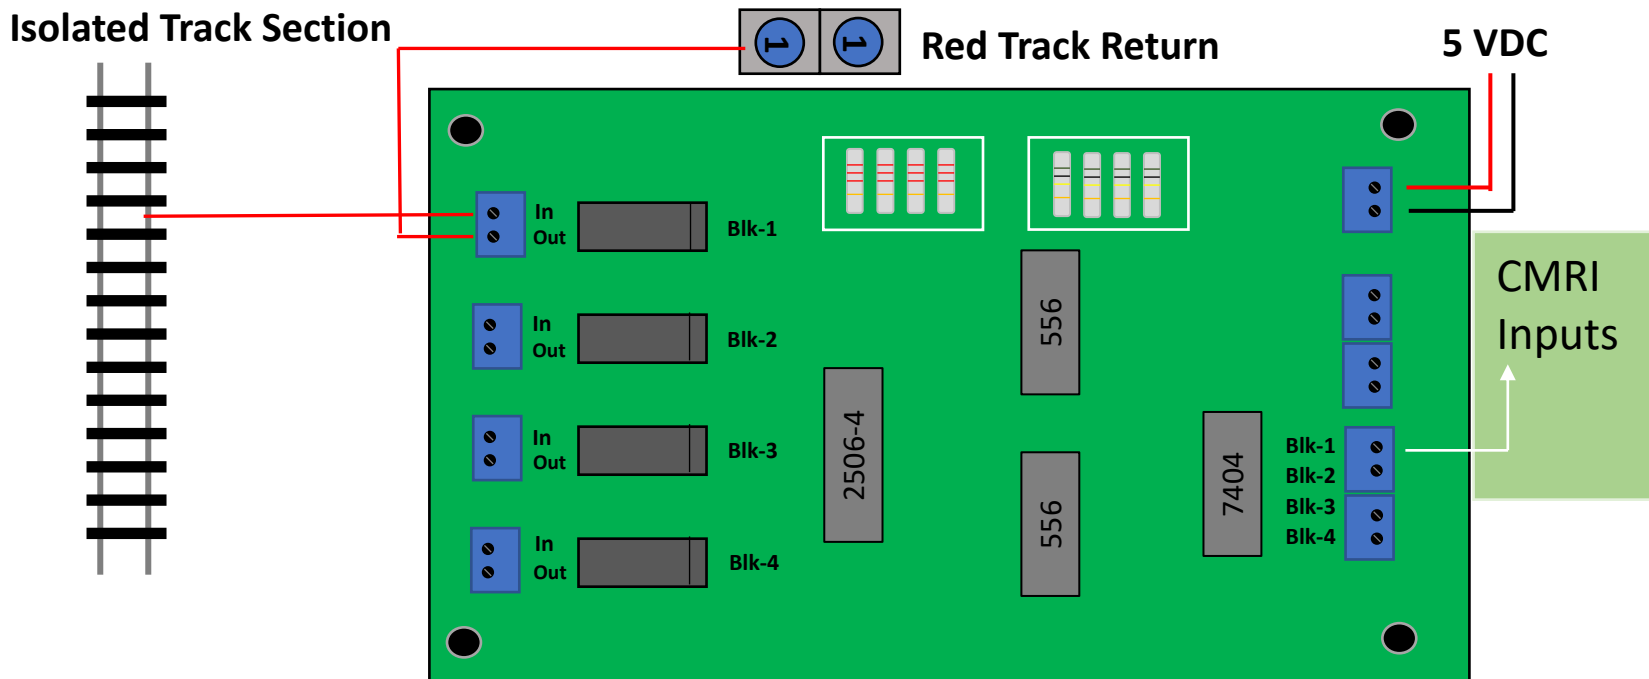 Isolated Track Section
1
1
Red Track Return
5 VDC
In
Out
Blk-1
In
Out
Blk-2
In
Out
Blk-3
In
Out
Blk-4
2506-4
556
556
7404
Blk-1
Blk-2
Blk-3
Blk-4
CMRI
Inputs